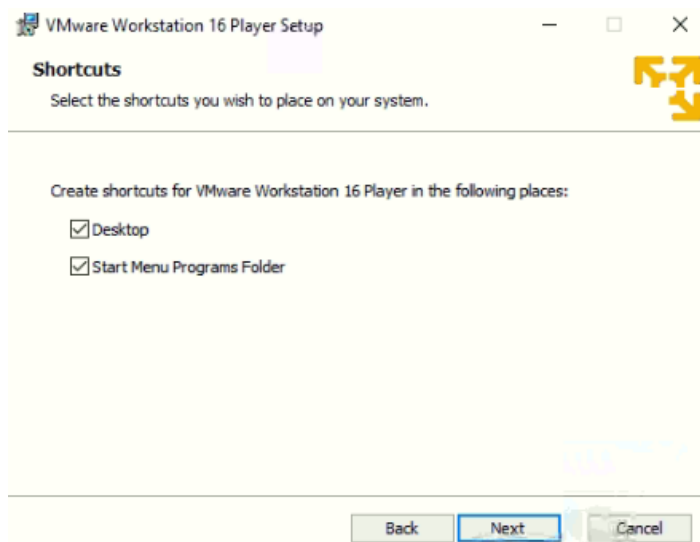 VMware Workstation 16 Player Setup
Shortcuts
Select the shortcuts you wish to place on your system.
Create shortcuts for VMware Workstation 16 Player in the following places:
Desktop
Start Menu Programs Folder
Back Next Cancel